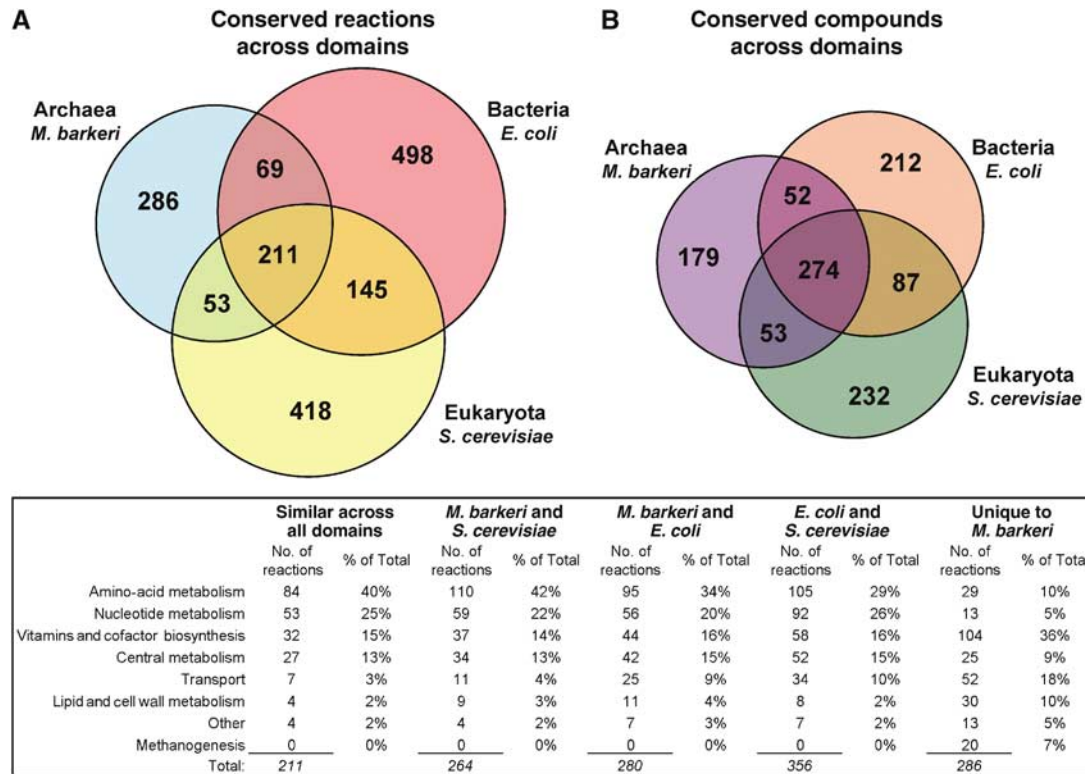 A
Conserved reactions
across domains
Archaea
M. barkeri
Bacteria
E. coli
286
69
498
211
53
145
418
Eukaryota
S. cerevisiae
B
Conserved compounds
across domains
Archaea
M. barkeri
Bacteria
E. coli
212
52
179
274
87
53
232
Eukaryota
S. cerevisiae
Similar across all domains M. barkeri and S. cerevisiae M. barkeri and E. coli E. coli and S. cerevisiae Unique to M. barkeri
No. of reactions % of Total No. of reactions % of Total No. of reactions % of Total No. of reactions % of Total No. of reactions % of Total
Amino-acid metabolism 84 40% 110 42% 95 34% 105 29% 29 10%
Nucleotide metabolism 53 25% 59 22% 56 20% 92 26% 13 5%
Vitamins and cofactor biosynthesis 32 15% 37 14% 44 16% 58 16% 104 36%
Central metabolism 27 13% 34 13% 42 15% 52 15% 25 9%
Transport 7 3% 11 4% 25 9% 34 10% 52 18%
Lipid and cell wall metabolism 4 2% 9 3% 11 4% 8 2% 30 10%
Other 4 2% 4 2% 7 3% 7 2% 13 5%
Methanogenesis 0 0% 0 0% 0 0% 0 0% 20 7%
Total: 211 264 280 356 286